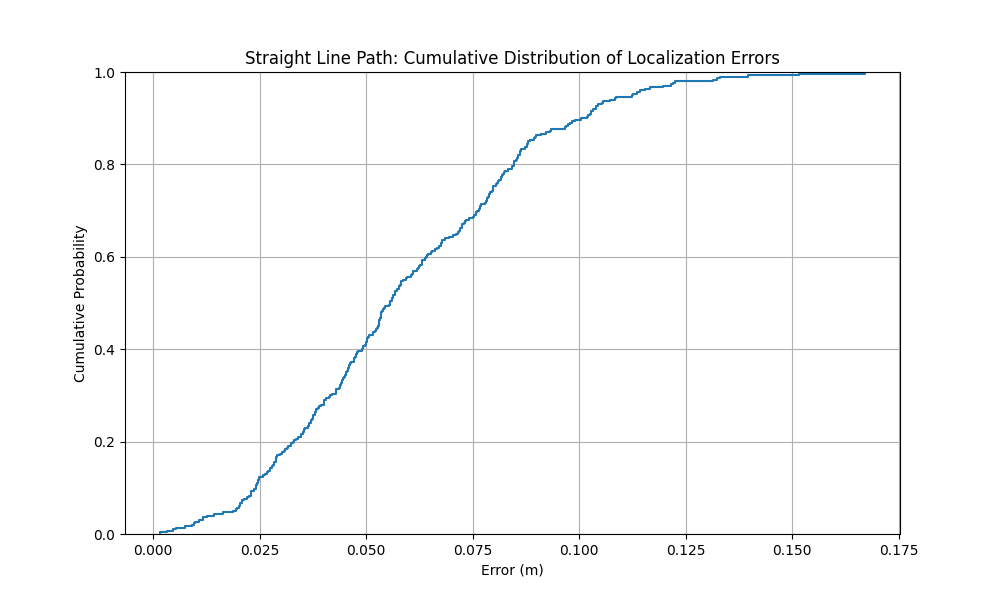 Straight Line Path: Cumulative Distribution of Localization Errors
Cumulative Probability
1.0
0.8
0.6
0.4
0.2
0.0
0.000 0.025 0.050 0.075 0.100 0.125 0.150 0.175
Error (m)